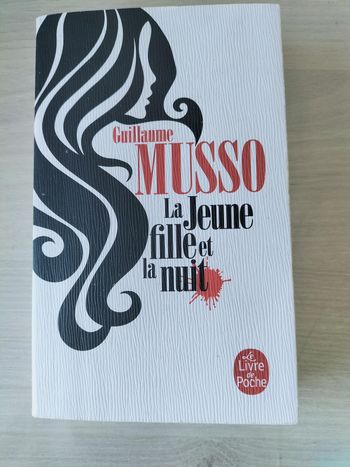 Guillaume
MUSSO
La Jeune
fille et
la nuit
Le
Livre
de
Poche